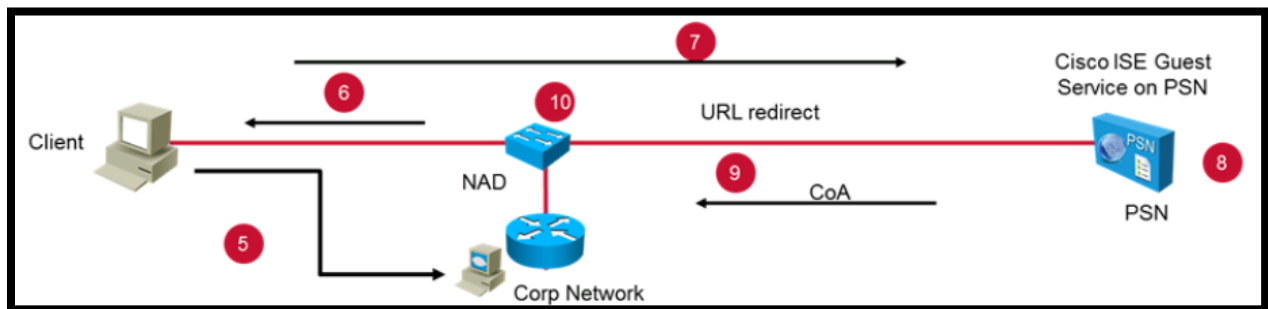 7
Cisco ISE Guest
Service on PSN
6
10
URL redirect
Client
PSN
8
NAD
9
CoA
PSN
5
Corp Network